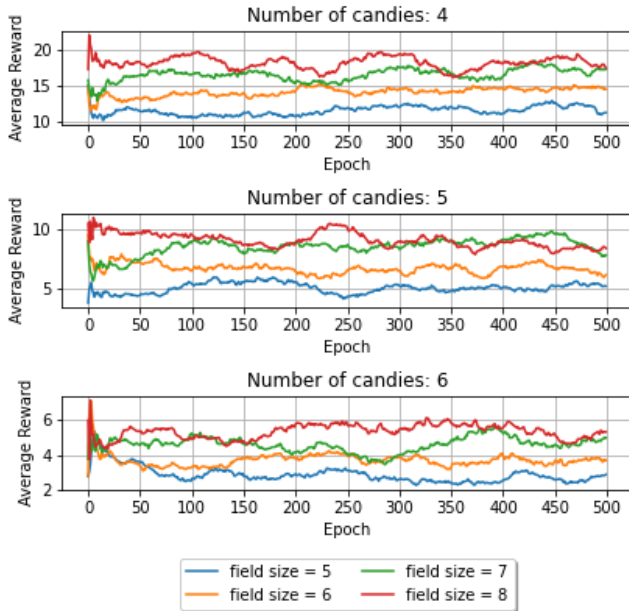 Number of candies: 4
Average Reward
20
15
10
0 50 100 150 200 250 300 350 400 450 500
Epoch
Number of candies: 5
Average Reward
10
5
0 50 100 150 200 250 300 350 400 450 500
Epoch
Number of candies: 6
Average Reward
6
4
2
0 50 100 150 200 250 300 350 400 450 500
Epoch
field size = 5 field size = 7
field size = 6 field size = 8